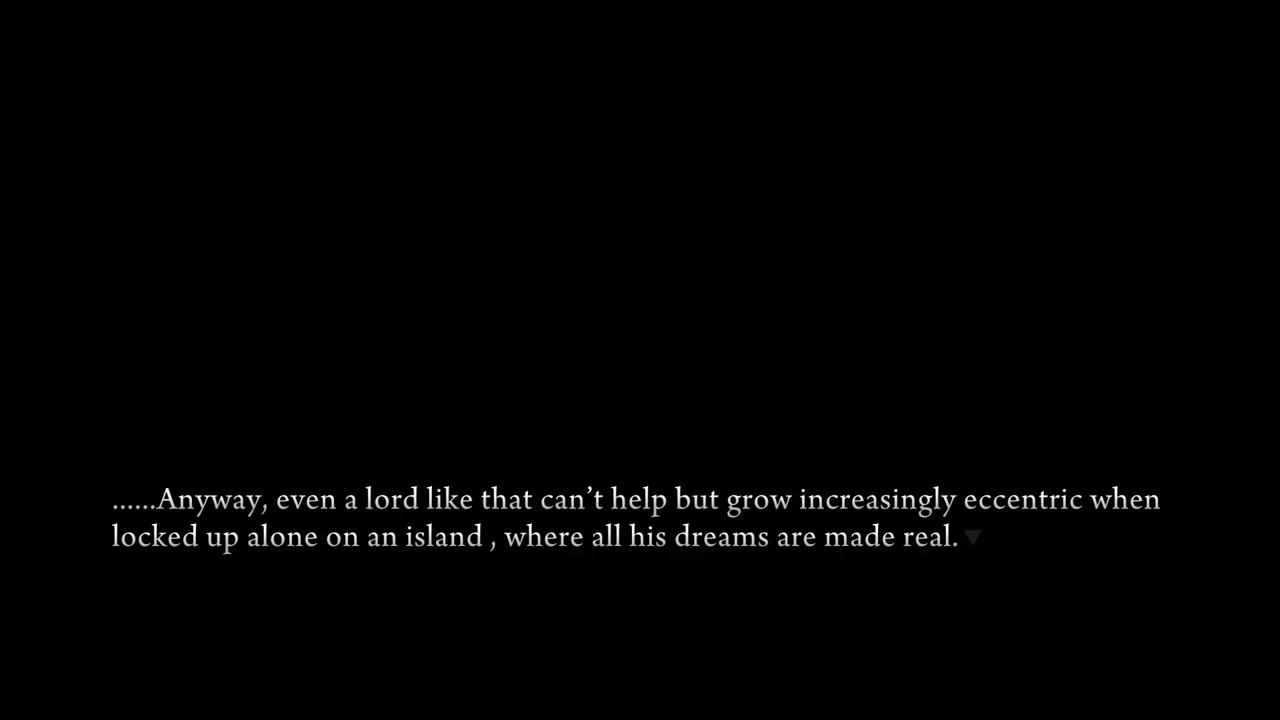 ......Anyway, even a lord like that can’t help but grow increasingly eccentric when
locked up alone on an island , where all his dreams are made real.